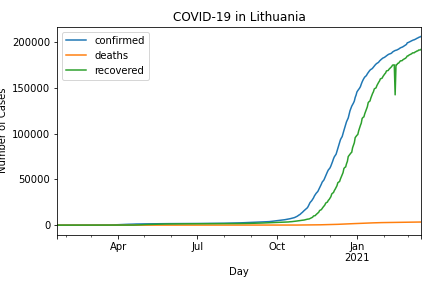 COVID-19 in Lithuania
confirmed
deaths
recovered
200000
150000
100000
50000
0
Number of Cases
Apr
Jul
Oct
Jan
2021
Day